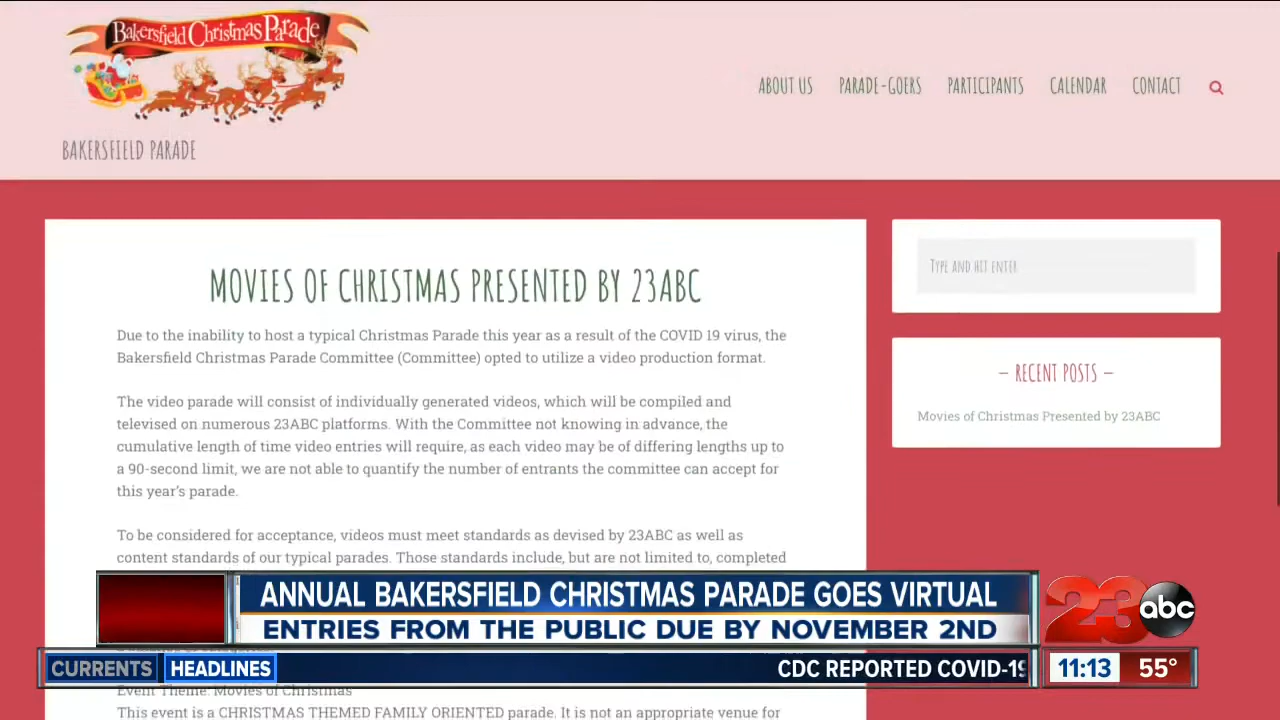 Bakersfield Christmas Parade
BAKERSFIELD PARADE
ABOUT US PARADE-GOERS PARTICIPANTS CALENDAR CONTACT
MOVIES OF CHRISTMAS PRESENTED BY 23ABC
Due to the inability to host a typical Christmas Parade this year as a result of the COVID 19 virus, the
Bakersfield Christmas Parade Committee (Committee) opted to utilize a video production format.
The video parade will consist of individually generated videos, which will be compiled and
televised on numerous 23ABC platforms. With the Committee not knowing in advance, the
cumulative length of time video entries will require, as each video may be of differing lengths up to
a 90-second limit, we are not able to quantify the number of entrants the committee can accept for
this year's parade.
To be considered for acceptance, videos must meet standards as devised by 23ABC as well as
content standards of our typical parades. Those standards include, but are not limited to, completed
TYPE AND HIT ENTER
– RECENT POSTS –
Movies of Christmas Presented by 23ABC
ANNUAL BAKERSFIELD CHRISTMAS PARADE GOES VIRTUAL
ENTRIES FROM THE PUBLIC DUE BY NOVEMBER 2ND
23 abc
CURRENTS HEADLINES CDC REPORTED COVID-19
11:13 55°
Event Theme: Movies of Christmas
This event is a CHRISTMAS THEMED FAMILY ORIENTED parade. It is not an appropriate venue for